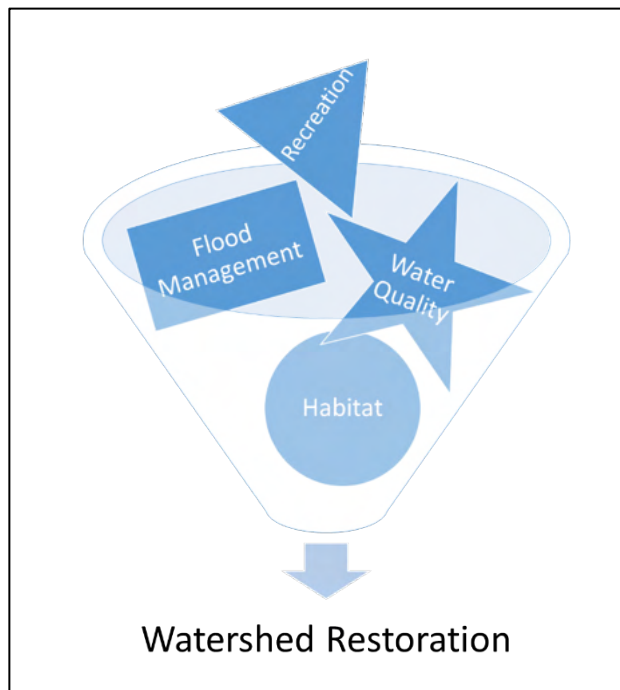 Recreation
Flood
Management
Water
Quality
Habitat
Watershed Restoration